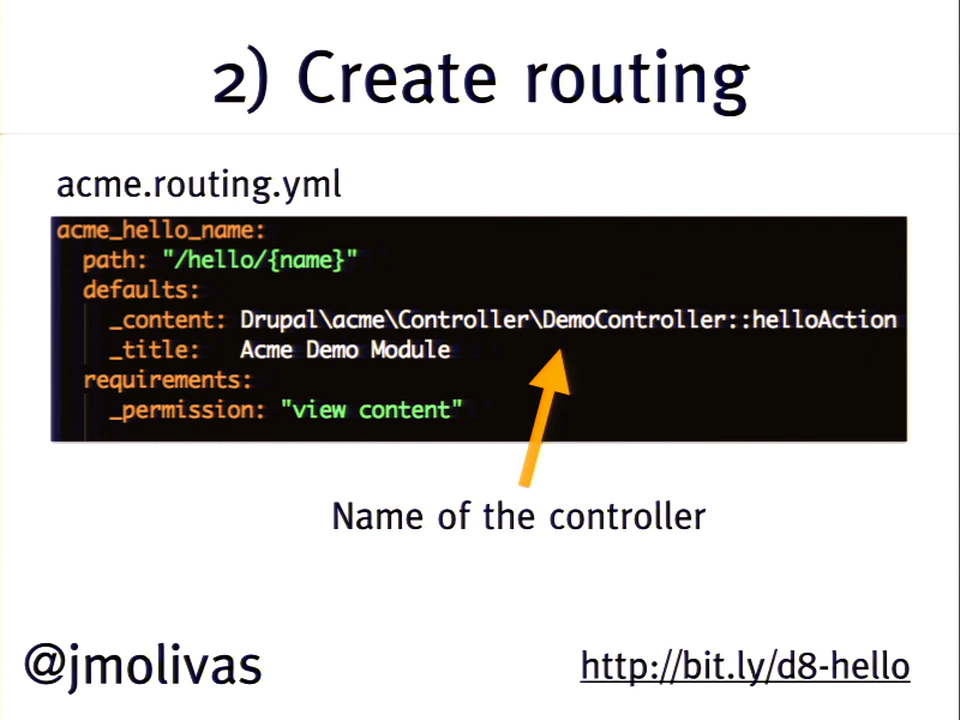 2) Create routing
acme.routing.yml
acme_hello_name:
  path: "/hello/{name}"
  defaults:
    _content: Drupal\acme\Controller\DemoController::helloAction
    _title:   Acme Demo Module
  requirements:
    _permission: "view content"
Name of the controller
@jmolivas
http://bit.ly/d8-hello